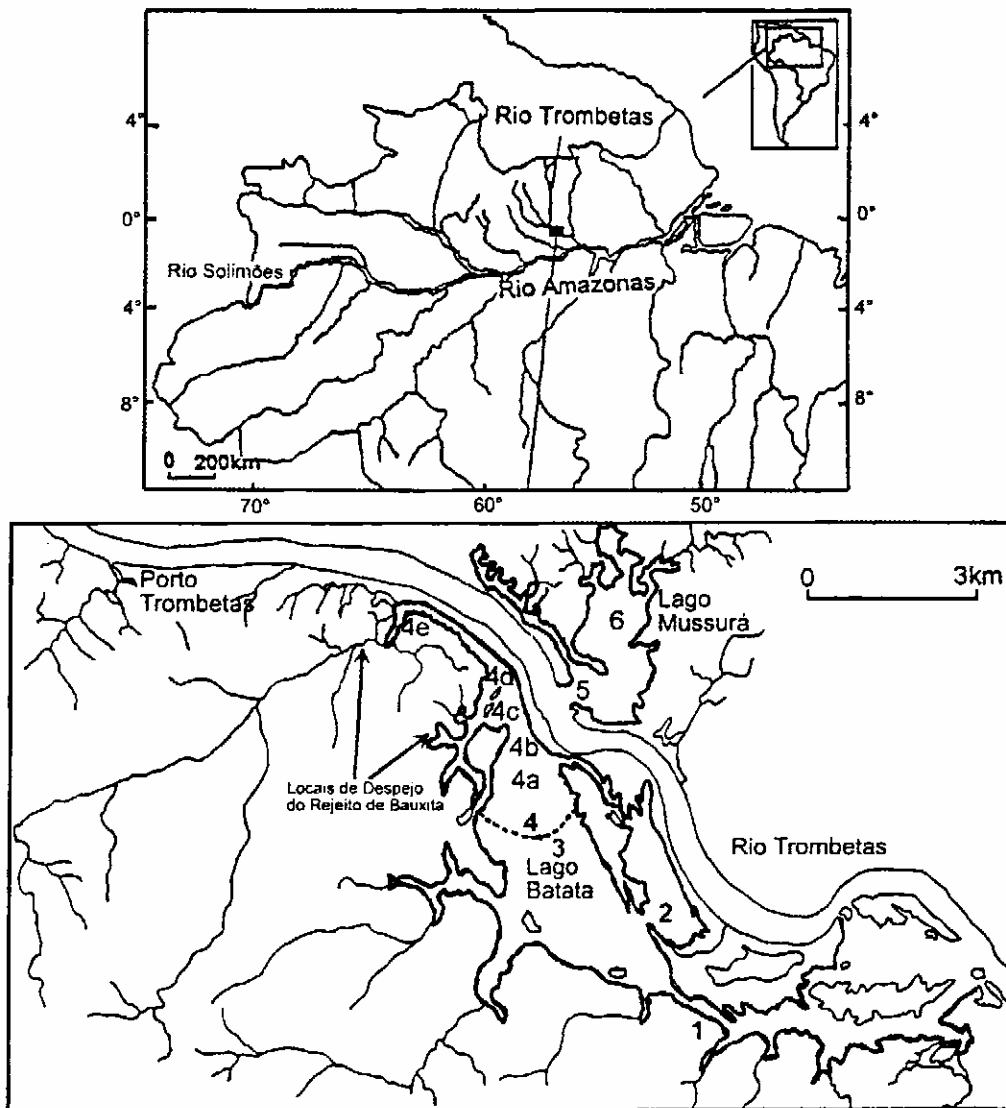 Rio Trombetas
4°
4°
0°
0°
Rio Solimões
Rio Amazonas
4°
4°
8°
8°
0 200km
70°
60°
50°
Porto
Trombetas
0 3km
Lago
Mussurá
6
4e
4d
5
4c
4b
4a
Locais de Despejo
do Rejeito de Bauxita
4
3
Lago
Batata
Rio Trombetas
2
1